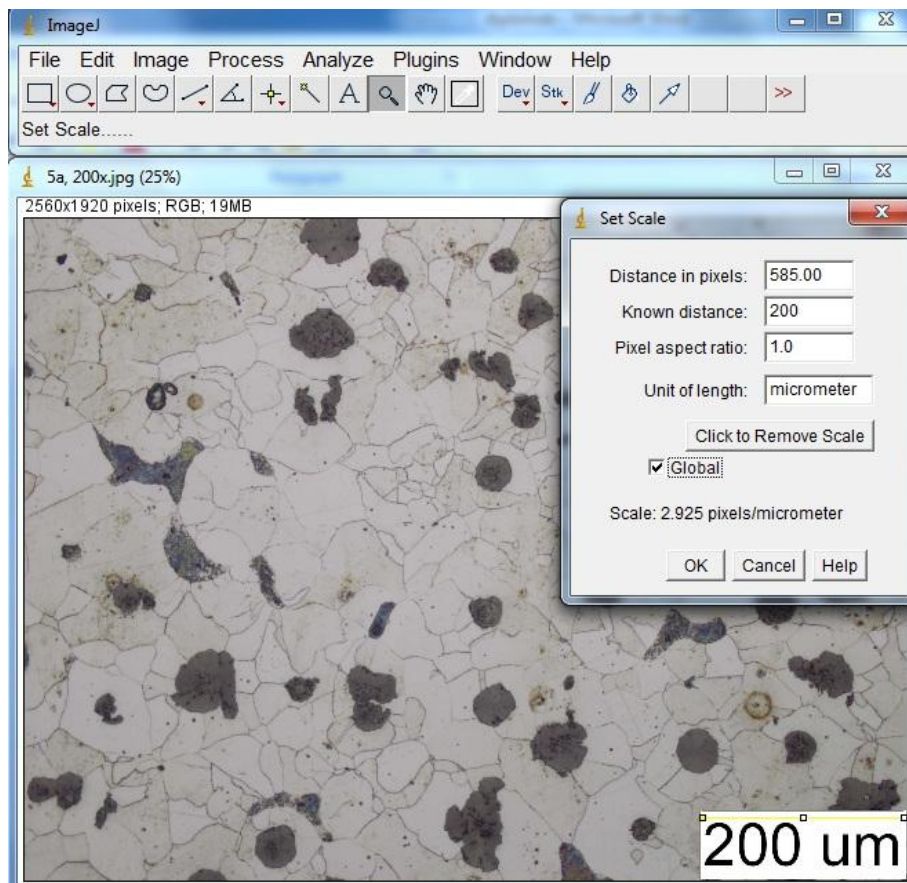 ImageJ
File Edit Image Process Analyze Plugins Window Help
A Dev Stk >>
Set Scale......
5a, 200x.jpg (25%)
2560x1920 pixels; RGB; 19MB
Set Scale
Distance in pixels: 585.00
Known distance: 200
Pixel aspect ratio: 1.0
Unit of length: micrometer
Click to Remove Scale
Global
Scale: 2.925 pixels/micrometer
OK Cancel Help
200 um